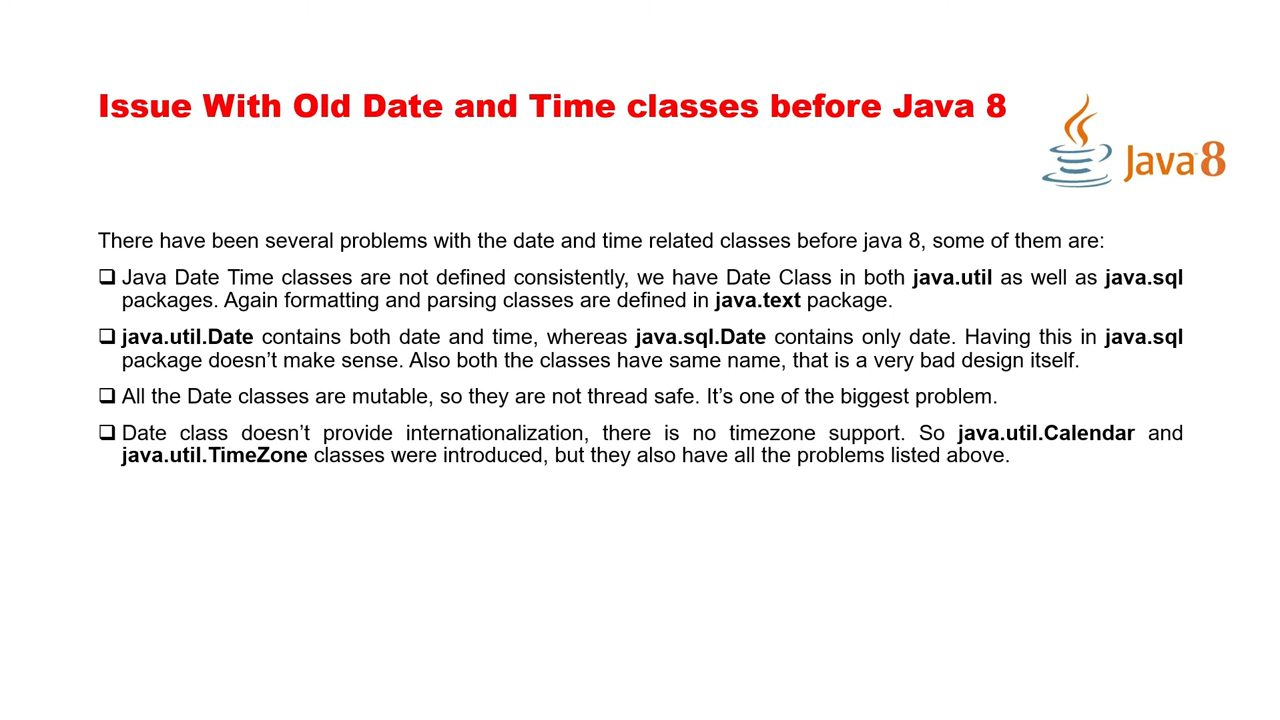 Issue With Old Date and Time classes before Java 8
Java 8
There have been several problems with the date and time related classes before java 8, some of them are:
❑ Java Date Time classes are not defined consistently, we have Date Class in both java.util as well as java.sql
packages. Again formatting and parsing classes are defined in java.text package.
❑ java.util.Date contains both date and time, whereas java.sql.Date contains only date. Having this in java.sql
package doesn’t make sense. Also both the classes have same name, that is a very bad design itself.
❑ All the Date classes are mutable, so they are not thread safe. It’s one of the biggest problem.
❑ Date class doesn’t provide internationalization, there is no timezone support. So java.util.Calendar and
java.util.TimeZone classes were introduced, but they also have all the problems listed above.